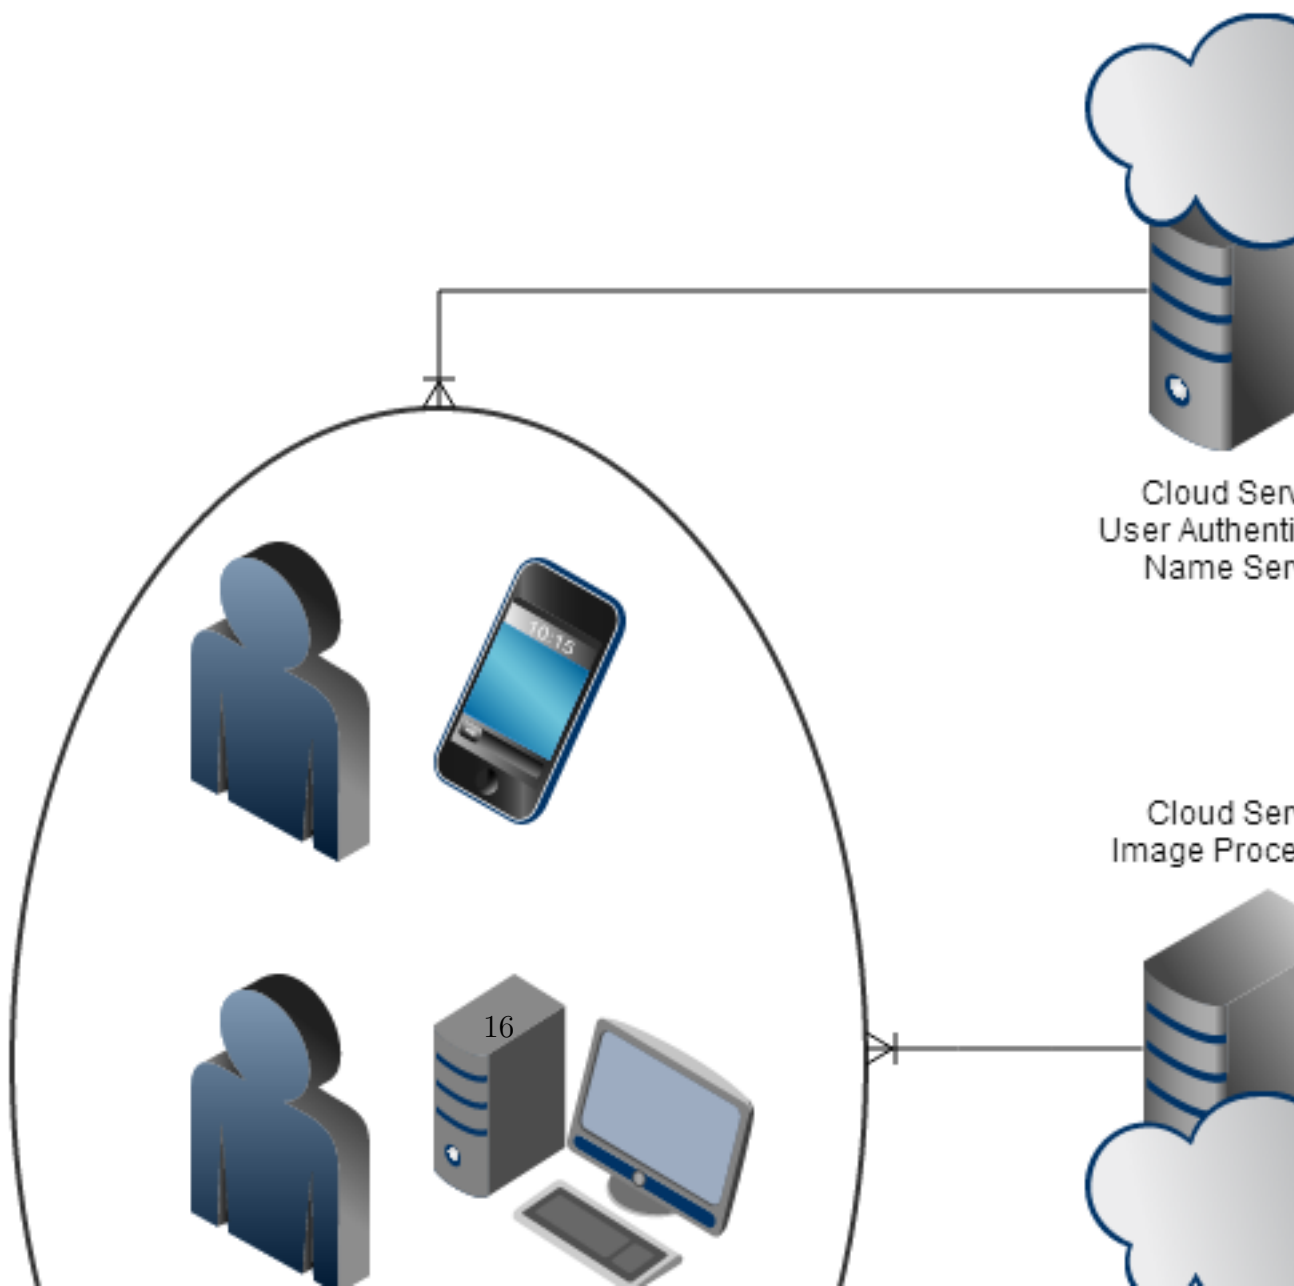 Cloud Serv
User Authenti
Name Ser
10:15
Cloud Ser
Image Proce
16